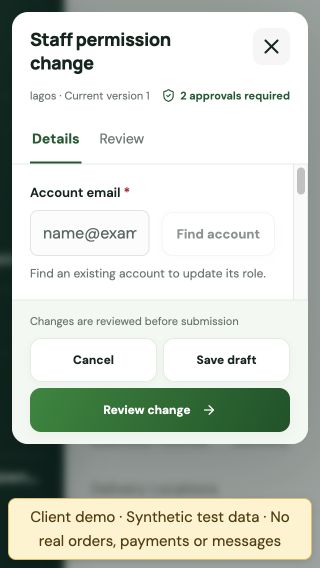 Staff permission
change
lagos · Current version 1
2 approvals required
Details
Review
Account email *
name@exam
Find account
Find an existing account to update its role.
Changes are reviewed before submission
Cancel
Save draft
Review change →
Client demo · Synthetic test data · No
real orders, payments or messages